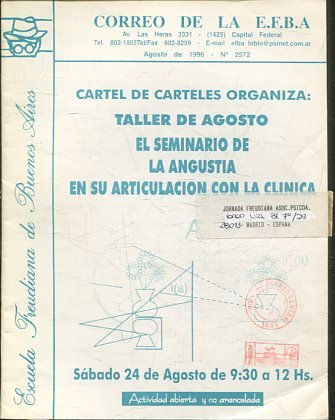 CORREO DE LA E.F.B.A
Av. Las Heras 3331 - (1425) Capital Federal
Tel. 802-1803Tel/Fax 802-8259 - E-mail efba biblo@psinet.com.ar
Agosto de 1996 - Nº 2572
Escuela Freudiana de Buenos Aires
CARTEL DE CARTELES ORGANIZA:
TALLER DE AGOSTO
EL SEMINARIO DE
LA ANGUSTIA
EN SU ARTICULACION CON LA CLINICA
JORNADA FREUDIANA ASOC.PSICOA.
28023- MADRID - ESPAÑA
i(a)
i(a)
Sábado 24 de Agosto de 9:30 a 12 Hs.
Actividad abierta y no arancelada